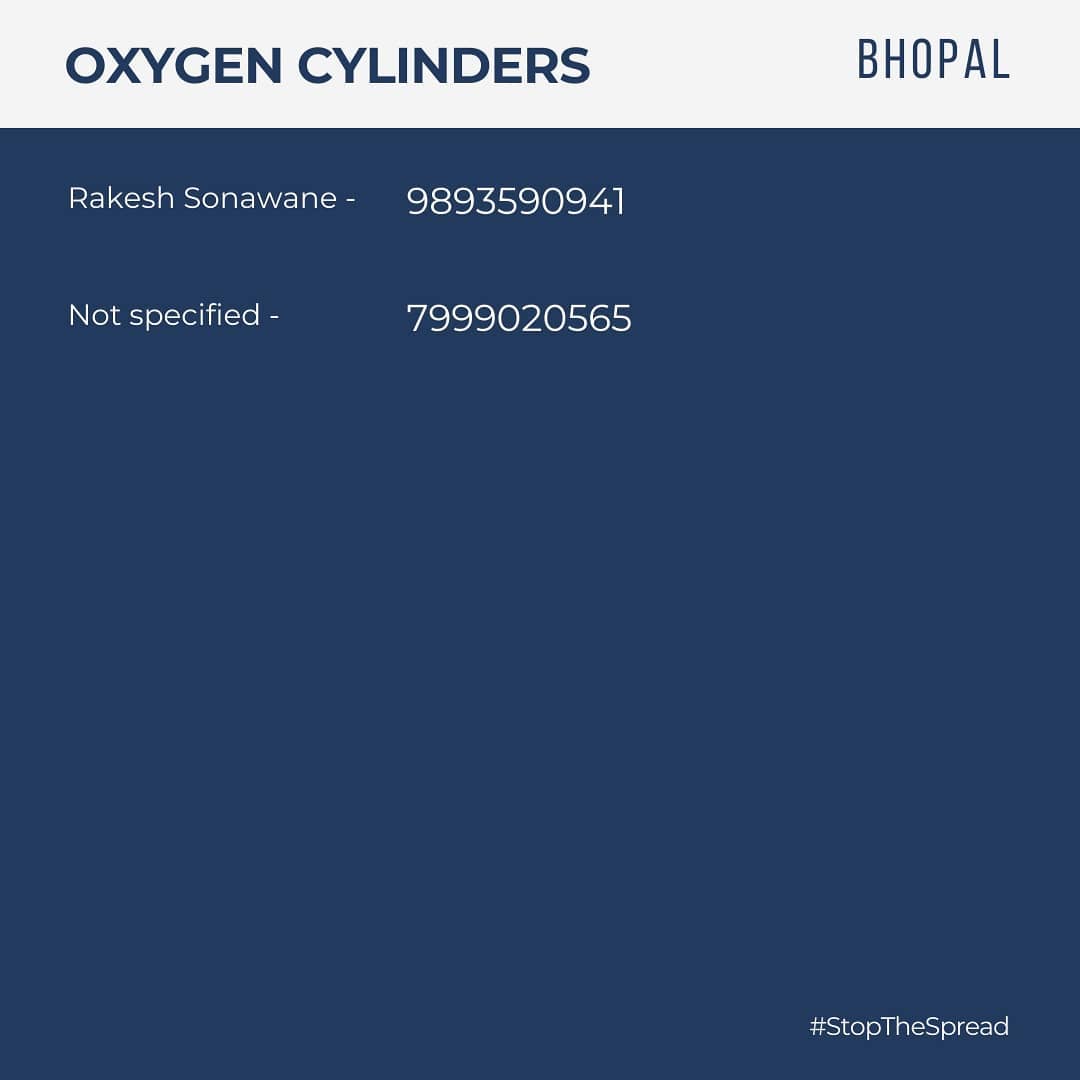 OXYGEN CYLINDERS
BHOPAL
Rakesh Sonawane - 9893590941
Not specified - 7999020565
#StopTheSpread